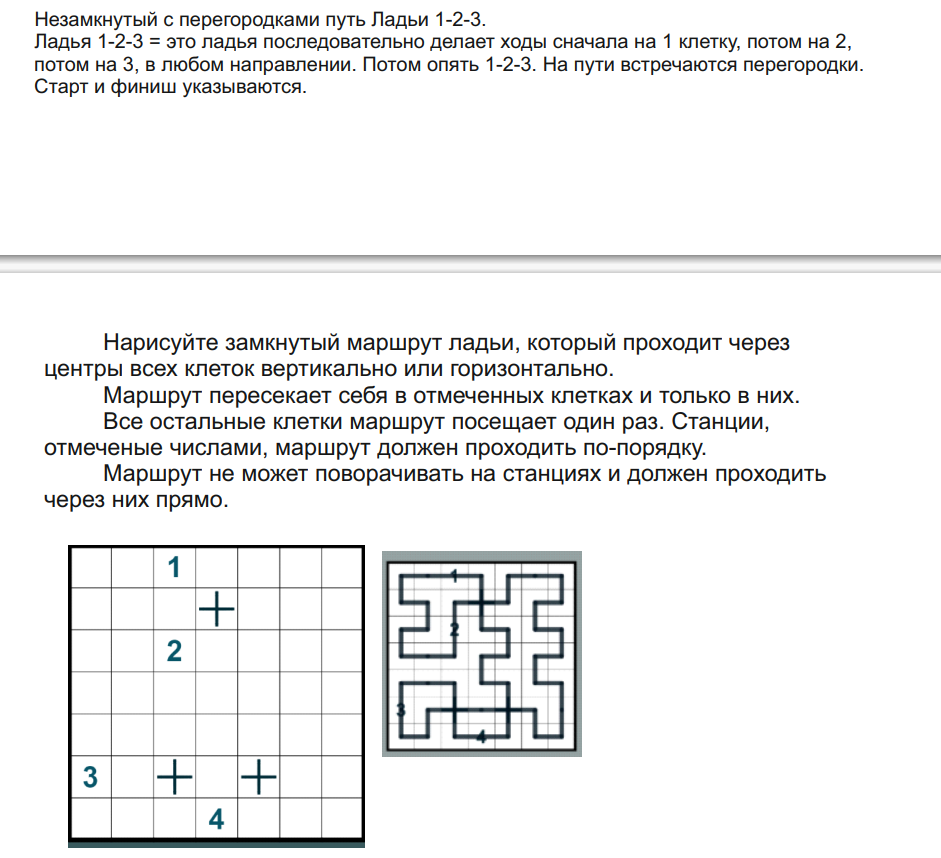 Незамкнутый с перегородками путь Ладьи 1-2-3.
Ладья 1-2-3 = это ладья последовательно делает ходы сначала на 1 клетку, потом на 2,
потом на 3, в любом направлении. Потом опять 1-2-3. На пути встречаются перегородки.
Старт и финиш указываются.
Нарисуйте замкнутый маршрут ладьи, который проходит через
центры всех клеток вертикально или горизонтально.
Маршрут пересекает себя в отмеченных клетках и только в них.
Все остальные клетки маршрут посещает один раз. Станции,
отмеченые числами, маршрут должен проходить по-порядку.
Маршрут не может поворачивать на станциях и должен проходить
через них прямо.
1
2
3
4
1
2
3
4